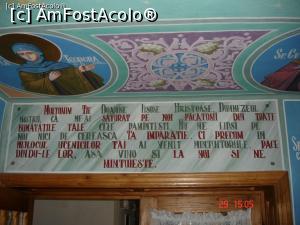 [c] AmFostAcolo®
MULTUMIM TIE DOAMNE IISUSE HRISTOASE DUMNEZEUL
NOSTRU, CA NE-AI SATURAT PE NOI PACATOSII DIN TOATE
BUNATATILE TALE CELE PAMINTESTI NU NE LIPSI PE
NOI NICI DE CEREASCA TA IMPARATIE. CI PRECUM IN
MIJLOCUL UCENICILOR TAI AI VENIT MINTUITORULE, PACE
DINDU-LE LOR, ASA VINO SI LA NOI SI NE
MINTUIESTE.
29 15:05